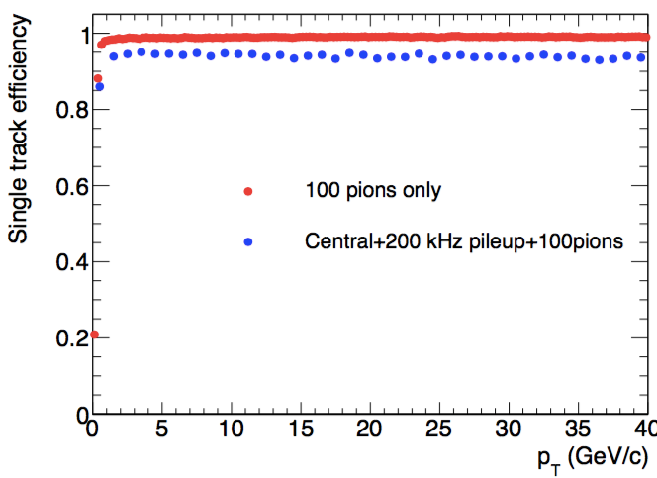 Single track efficiency
1
0.8
0.6
0.4
0.2
0
100 pions only
Central+200 kHz pileup+100pions
0 5 10 15 20 25 30 35 40
p_T (GeV/c)